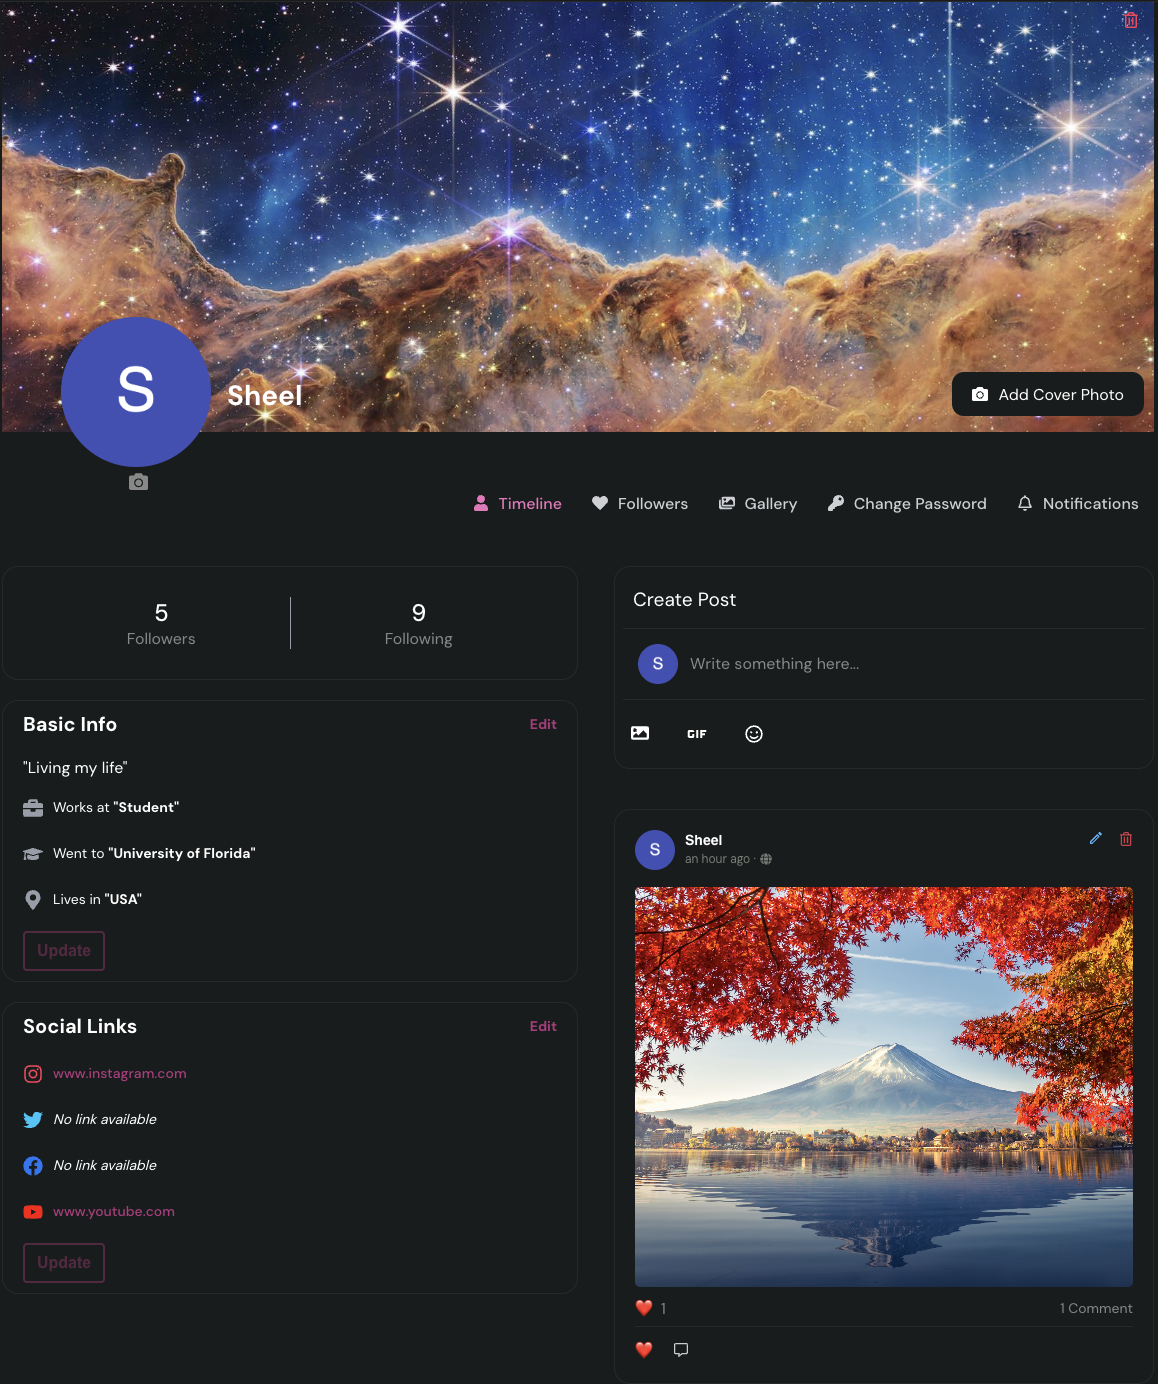 S
Sheel
Add Cover Photo
Timeline
Followers
Gallery
Change Password
Notifications
5
Followers
9
Following
Basic Info
Edit
"Living my life"
Works at "Student"
Went to "University of Florida"
Lives in "USA"
Update
Social Links
Edit
www.instagram.com
No link available
No link available
www.youtube.com
Update
Create Post
S
Write something here...
GIF
S
Sheel
an hour ago ·
1
1 Comment